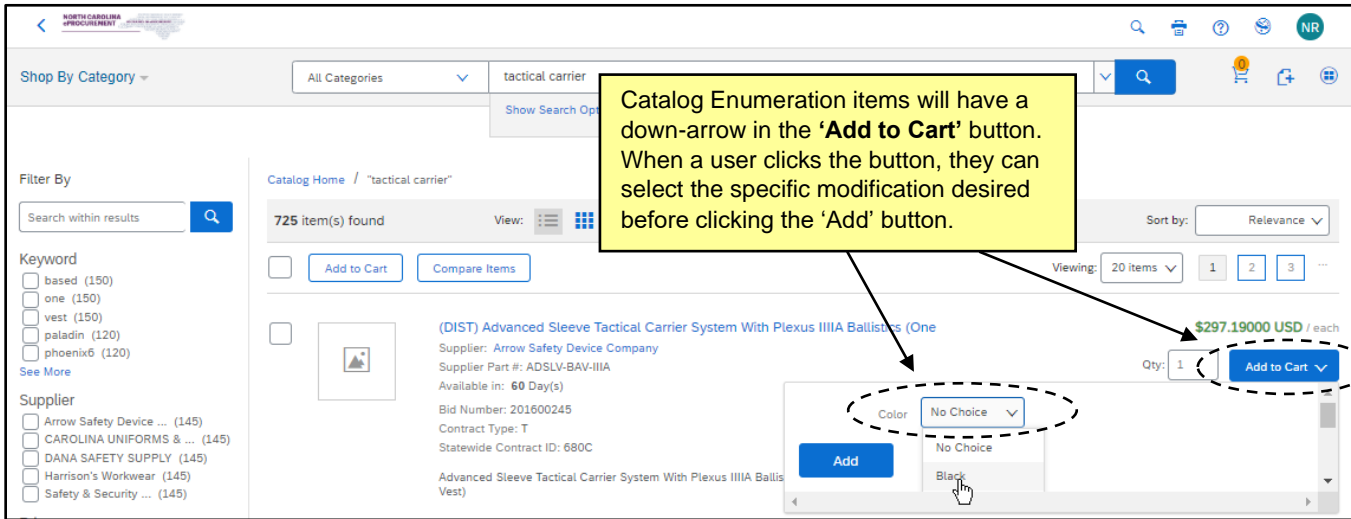 NORTH CAROLINA
ePROCUREMENT
NR
Shop By Category
All Categories
tactical carrier
0
Show Search Opt
Catalog Enumeration items will have a
down-arrow in the ‘Add to Cart’ button.
When a user clicks the button, they can
select the specific modification desired
before clicking the ‘Add’ button.
Filter By
Search within results
Keyword
based (150)
one (150)
vest (150)
paladin (120)
phoenix6 (120)
See More
Supplier
Arrow Safety Device ... (145)
CAROLINA UNIFORMS & ... (145)
DANA SAFETY SUPPLY (145)
Harrison's Workwear (145)
Safety & Security ... (145)
Catalog Home / "tactical carrier"
725 item(s) found
View:
Sort by:
Relevance
Add to Cart
Compare Items
Viewing:
20 items
1 2 3 ...
(DIST) Advanced Sleeve Tactical Carrier System With Plexus IIIIA Ballistics (One
$297.19000 USD / each
Supplier: Arrow Safety Device Company
Supplier Part #: ADSLV-BAV-IIIA
Available in: 60 Day(s)
Bid Number: 201600245
Contract Type: T
Statewide Contract ID: 680C
Advanced Sleeve Tactical Carrier System With Plexus IIIIA Ballis
Vest)
Qty: 1
Add to Cart
Color
No Choice
No Choice
Black
Add